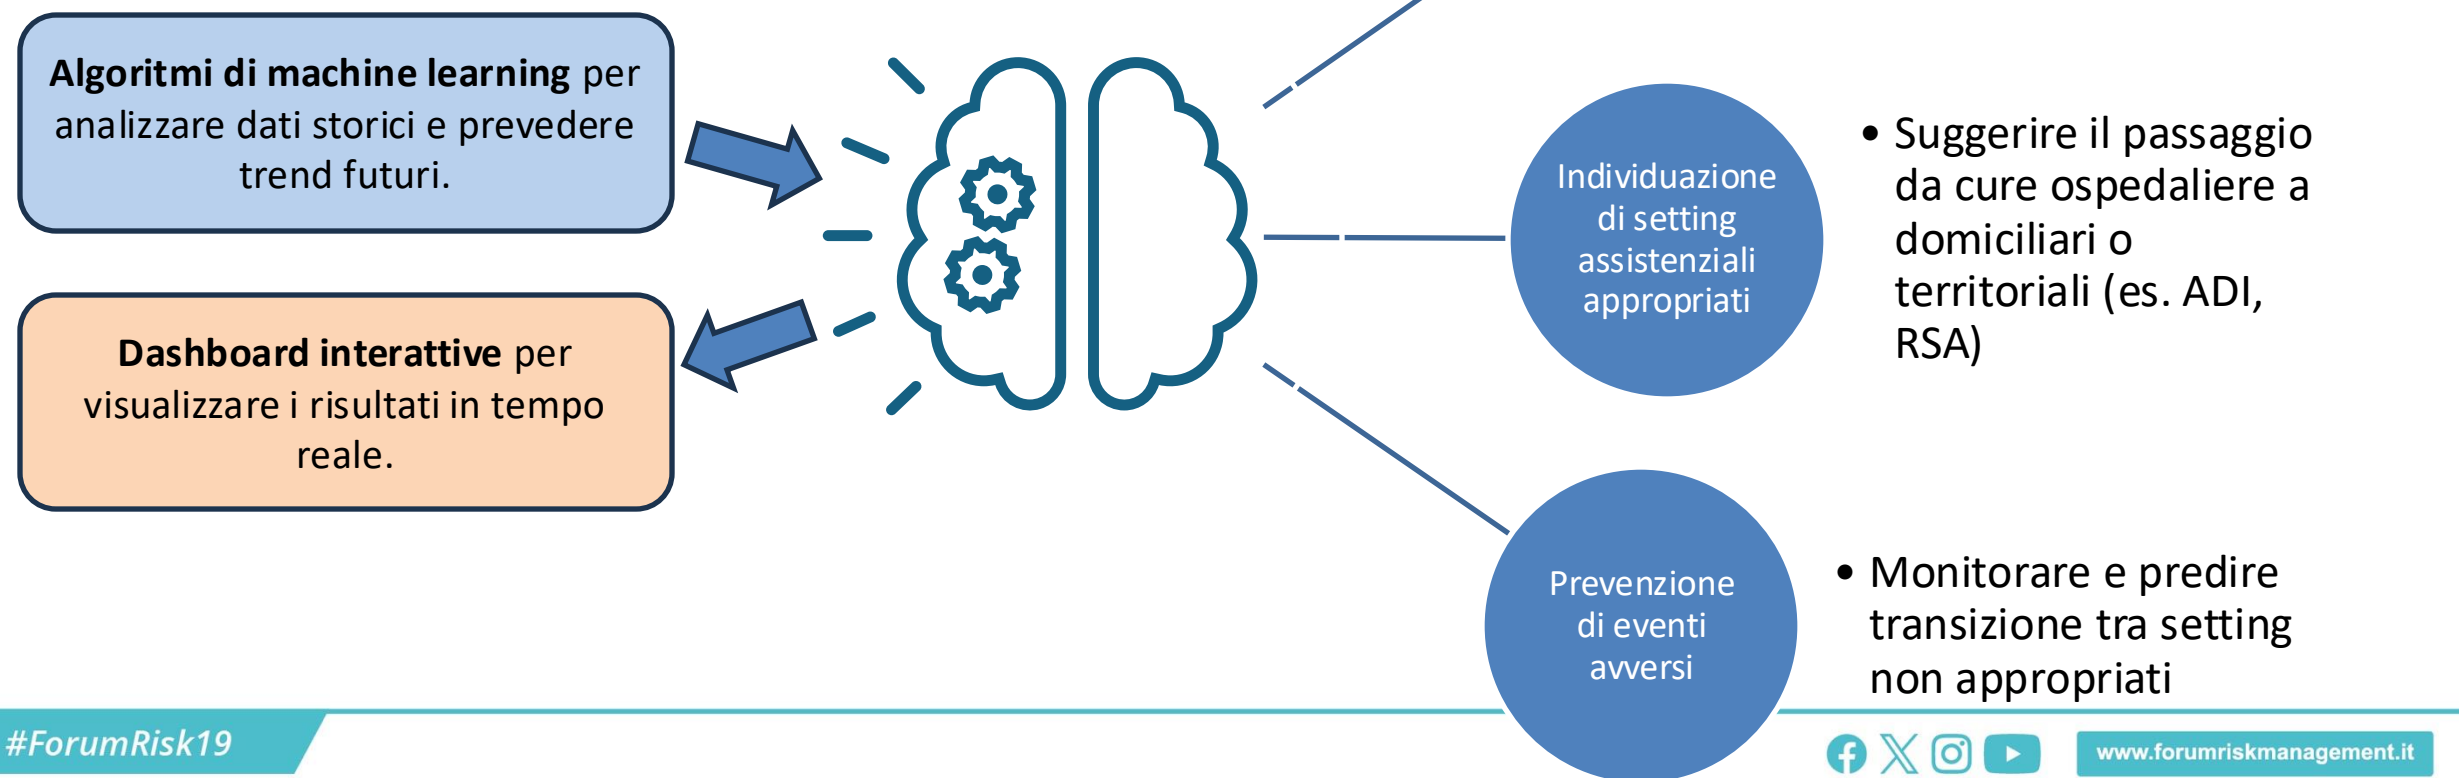 Algoritmi di machine learning per
analizzare dati storici e prevedere
trend futuri.
Dashboard interattive per
visualizzare i risultati in tempo
reale.
Individuazione
di setting
assistenziali
appropriati
• Suggerire il passaggio
da cure ospedaliere a
domiciliari o
territoriali (es. ADI,
RSA)
Prevenzione
di eventi
avversi
• Monitorare e predire
transizione tra setting
non appropriati
#ForumRisk19
www.forumriskmanagement.it